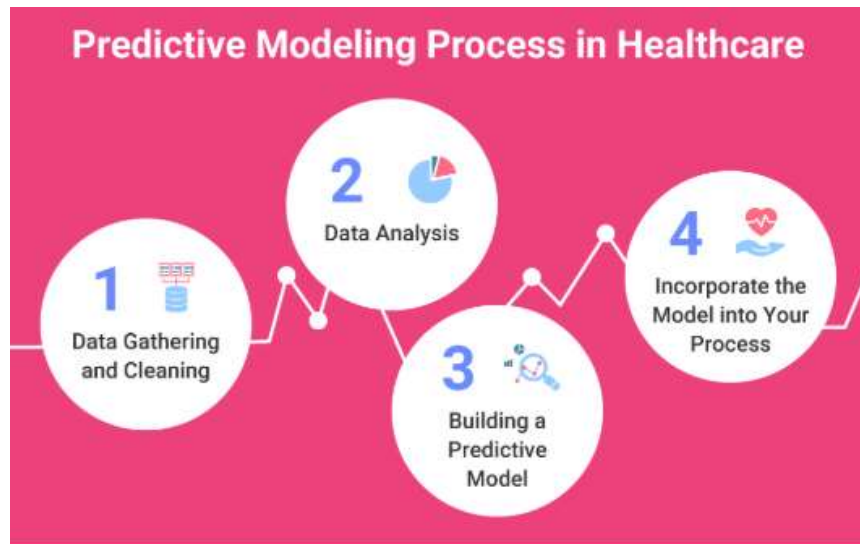 Predictive Modeling Process in Healthcare
1
Data Gathering
and Cleaning
2
Data Analysis
3
Building a
Predictive
Model
4
Incorporate the
Model into Your
Process